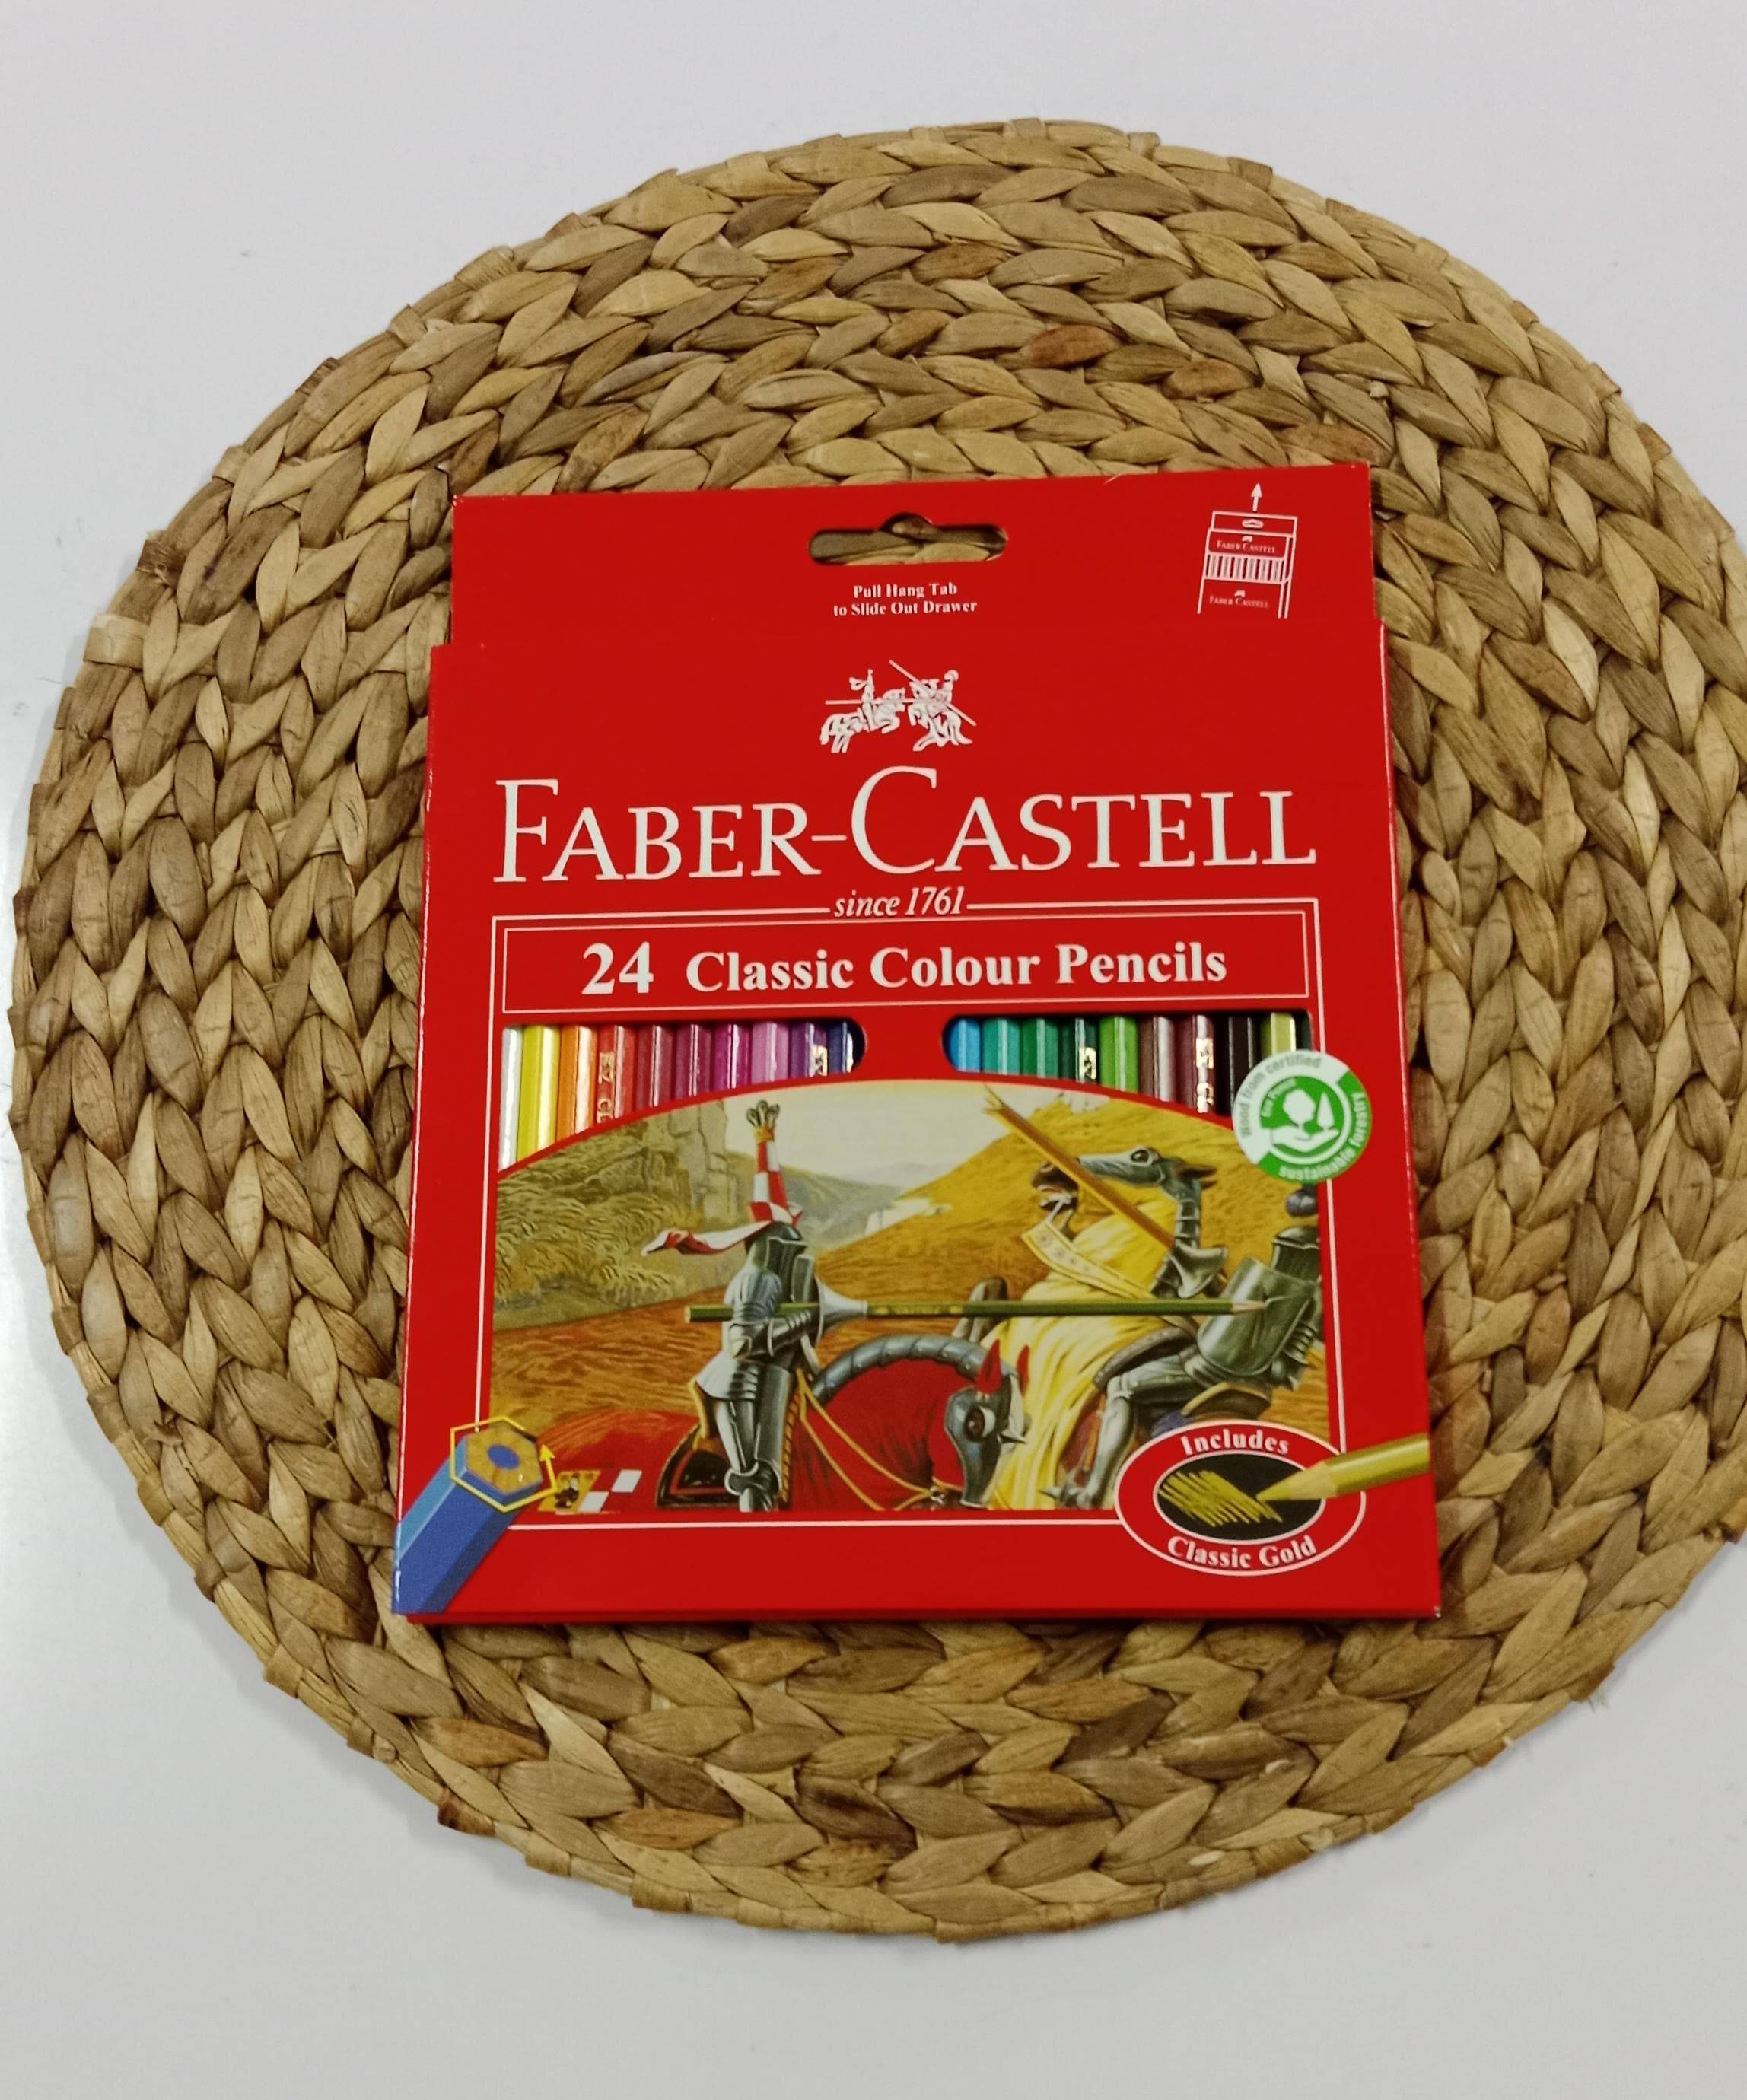 Pull Hang Tab
to Slide Out Drawer
FABER-CASTELL
FABER-CASTELL
FABER-CASTELL
since 1761
24 Classic Colour Pencils
Wood from certified
sustainable forestry
Includes
Classic Gold